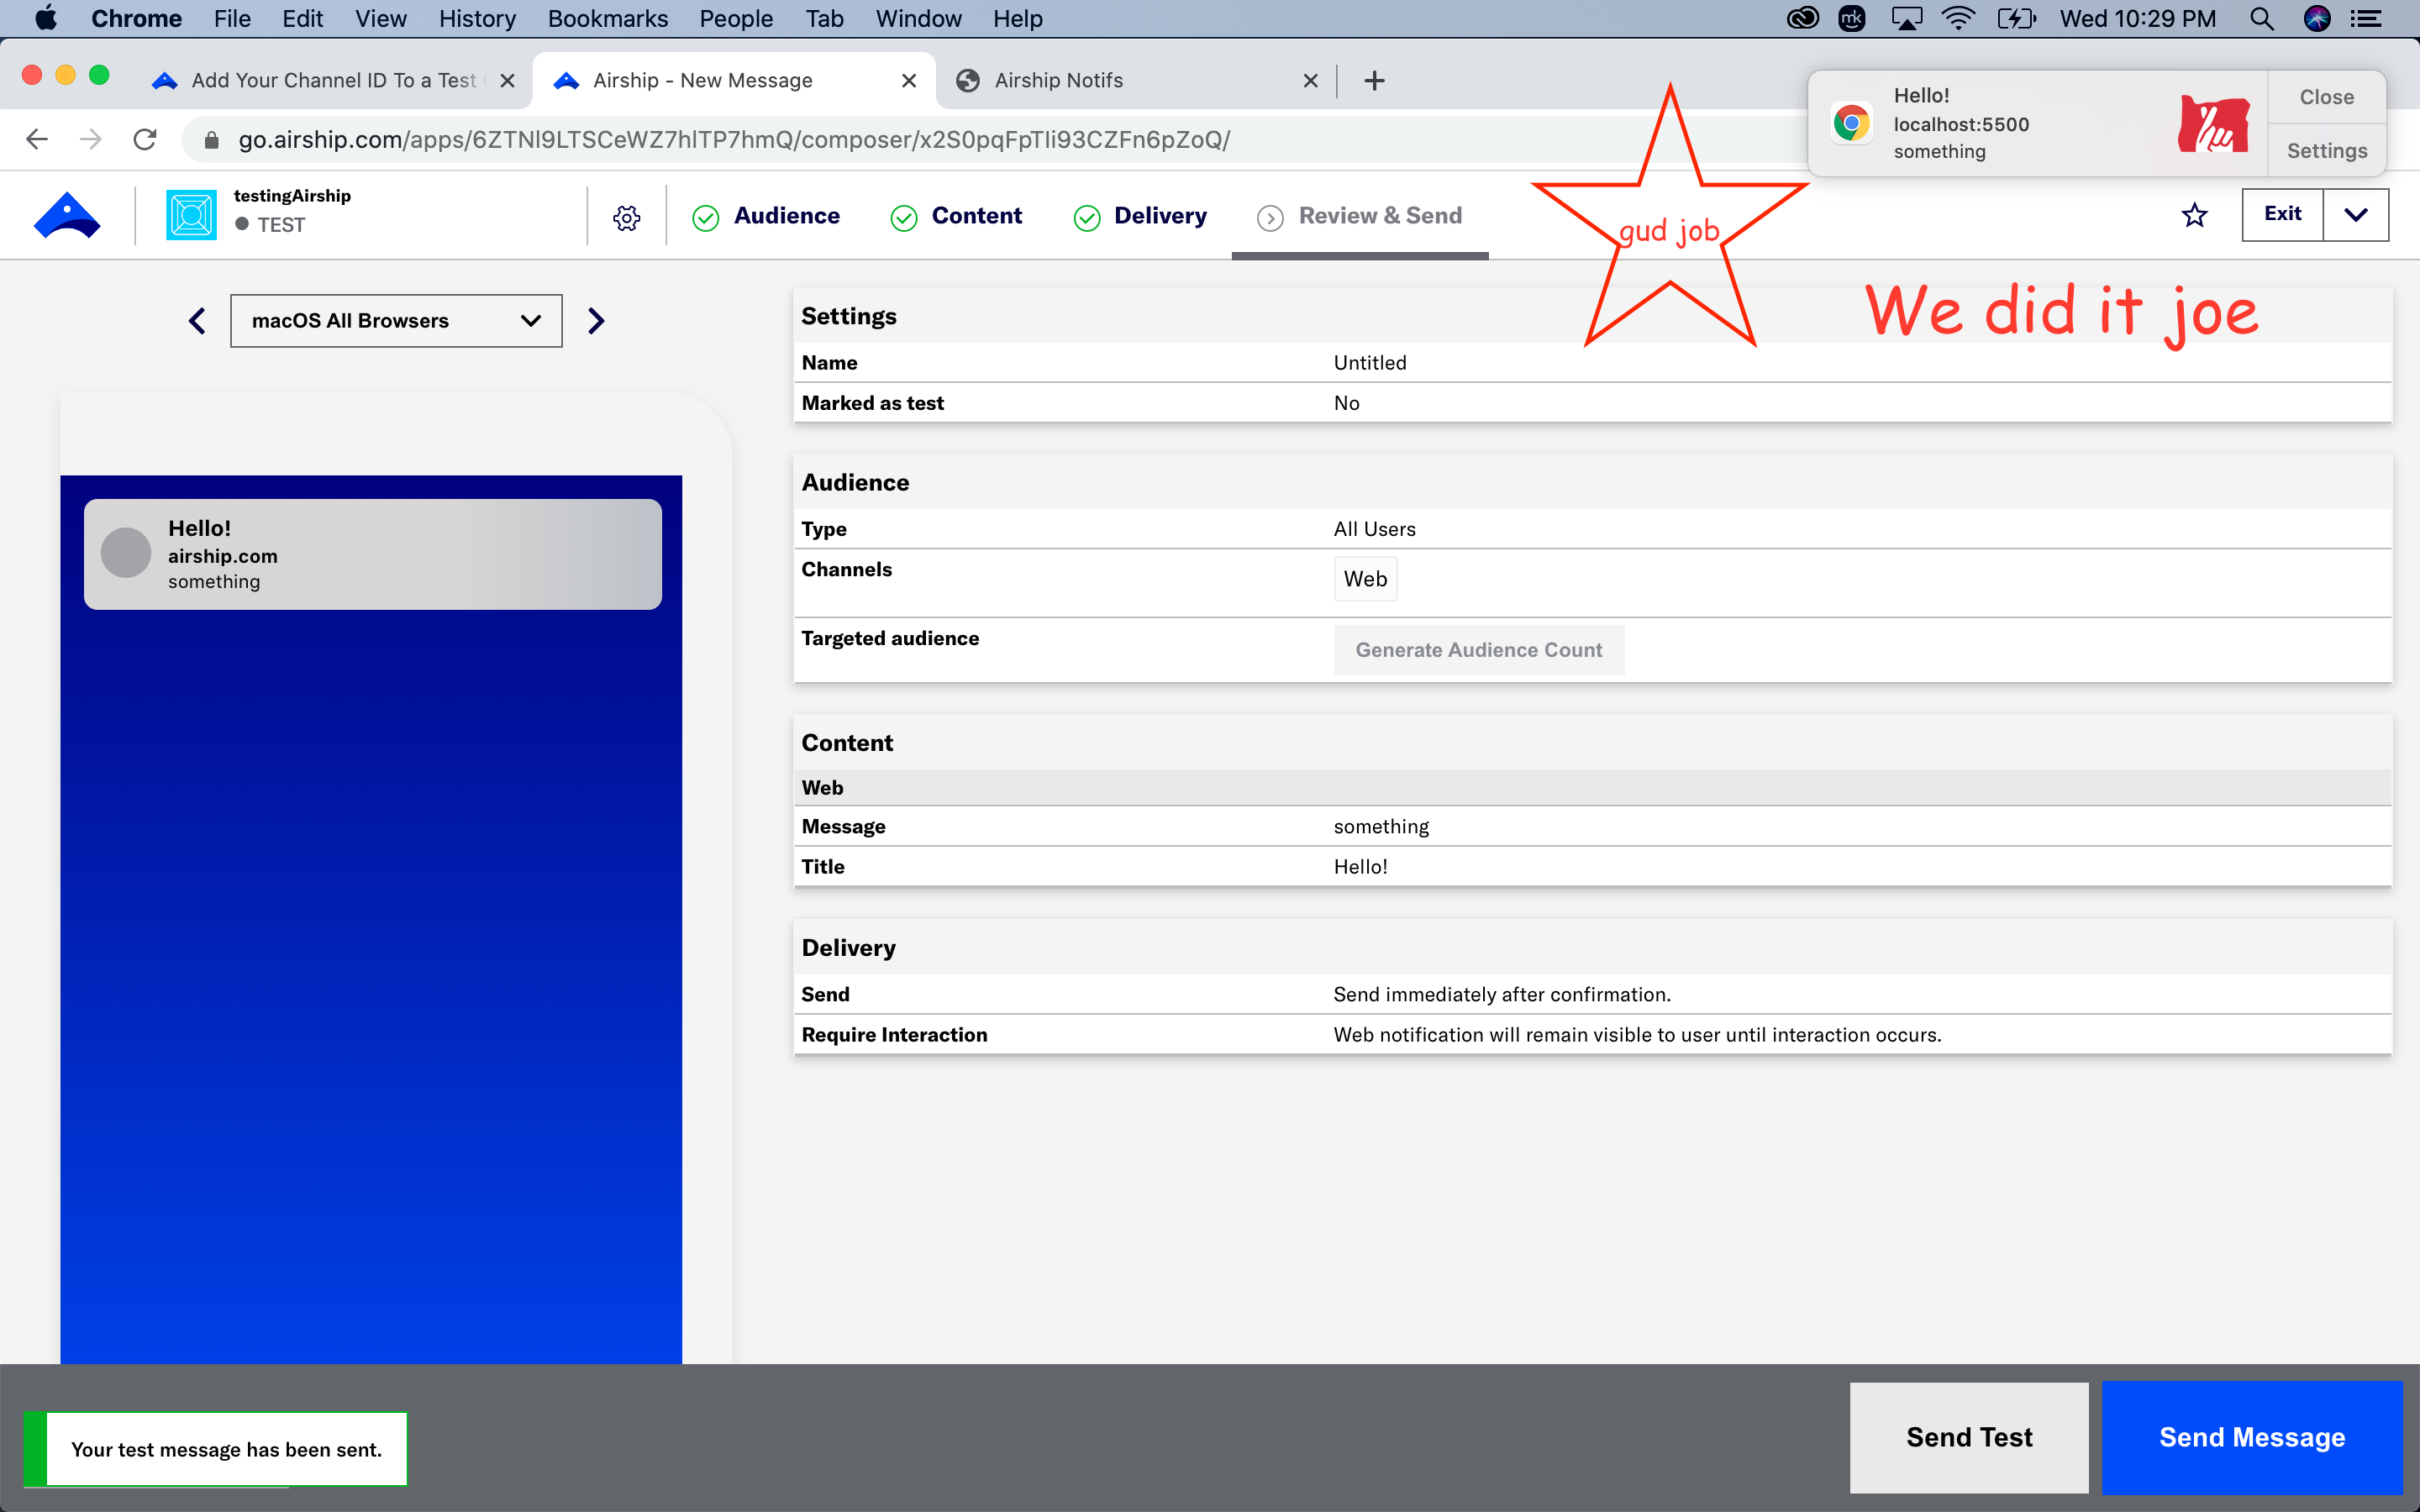 Chrome File Edit View History Bookmarks People Tab Window Help
mk
Wed 10:29 PM
Add Your Channel ID To a Test
Airship - New Message
Airship Notifs
go.airship.com/apps/6ZTNl9LTSCeWZ7hlTP7hmQ/composer/x2S0pqFpTli93CZFn6pZoQ/
Hello!
localhost:5500
something
Close
Settings
testingAirship
TEST
Audience
Content
Delivery
Review & Send
gud job
Exit
We did it joe
macOS All Browsers
Hello!
airship.com
something
Settings
Name Untitled
Marked as test No
Audience
Type All Users
Channels Web
Targeted audience Generate Audience Count
Content
Web
Message something
Title Hello!
Delivery
Send Send immediately after confirmation.
Require Interaction Web notification will remain visible to user until interaction occurs.
Your test message has been sent.
Send Test
Send Message